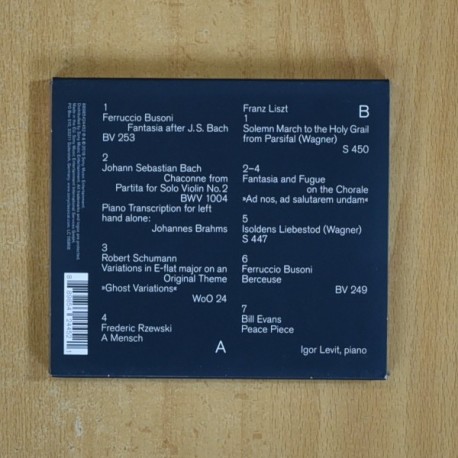 1
Ferruccio Busoni
Fantasia after J.S. Bach
BV 253
2
Johann Sebastian Bach
Chaconne from
Partita for Solo Violin No. 2
BWV 1004
Piano Transcription for left
hand alone:
Johannes Brahms
3
Robert Schumann
Variations in E-flat major on an
Original Theme
»Ghost Variations«
WoO 24
4
Frederic Rzewski
A Mensch
A
B
Franz Liszt
1
Solemn March to the Holy Grail
from Parsifal (Wagner)
S 450
2–4
Fantasia and Fugue
on the Chorale
»Ad nos, ad salutarem undam«
5
Isoldens Liebestod (Wagner)
S 447
6
Ferruccio Busoni
Berceuse
BV 249
7
Bill Evans
Peace Piece
Igor Levit, piano